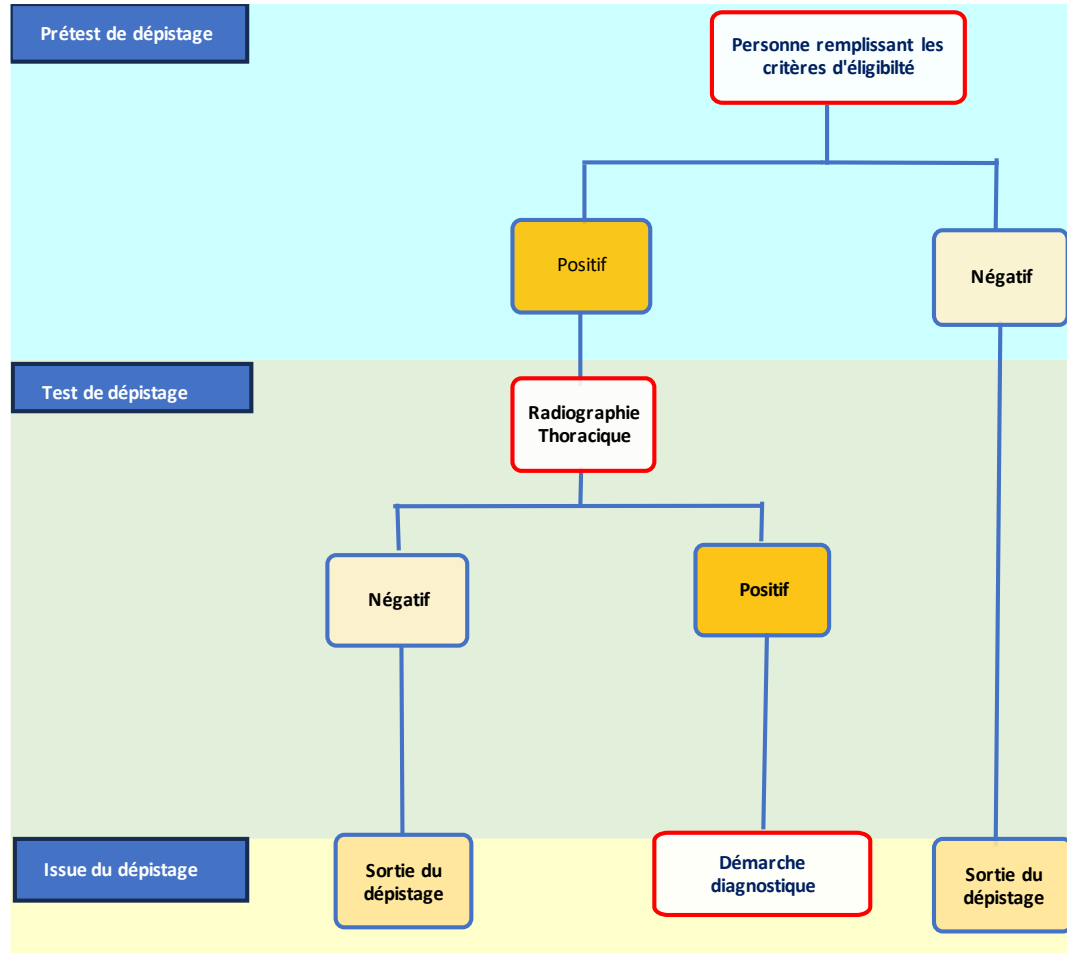 Prétest de dépistage
Personne remplissant les
critères d'éligibilté
Positif
Négatif
Test de dépistage
Radiographie
Thoracique
Négatif
Positif
Issue du dépistage
Sortie du
dépistage
Démarche
diagnostique
Sortie du
dépistage